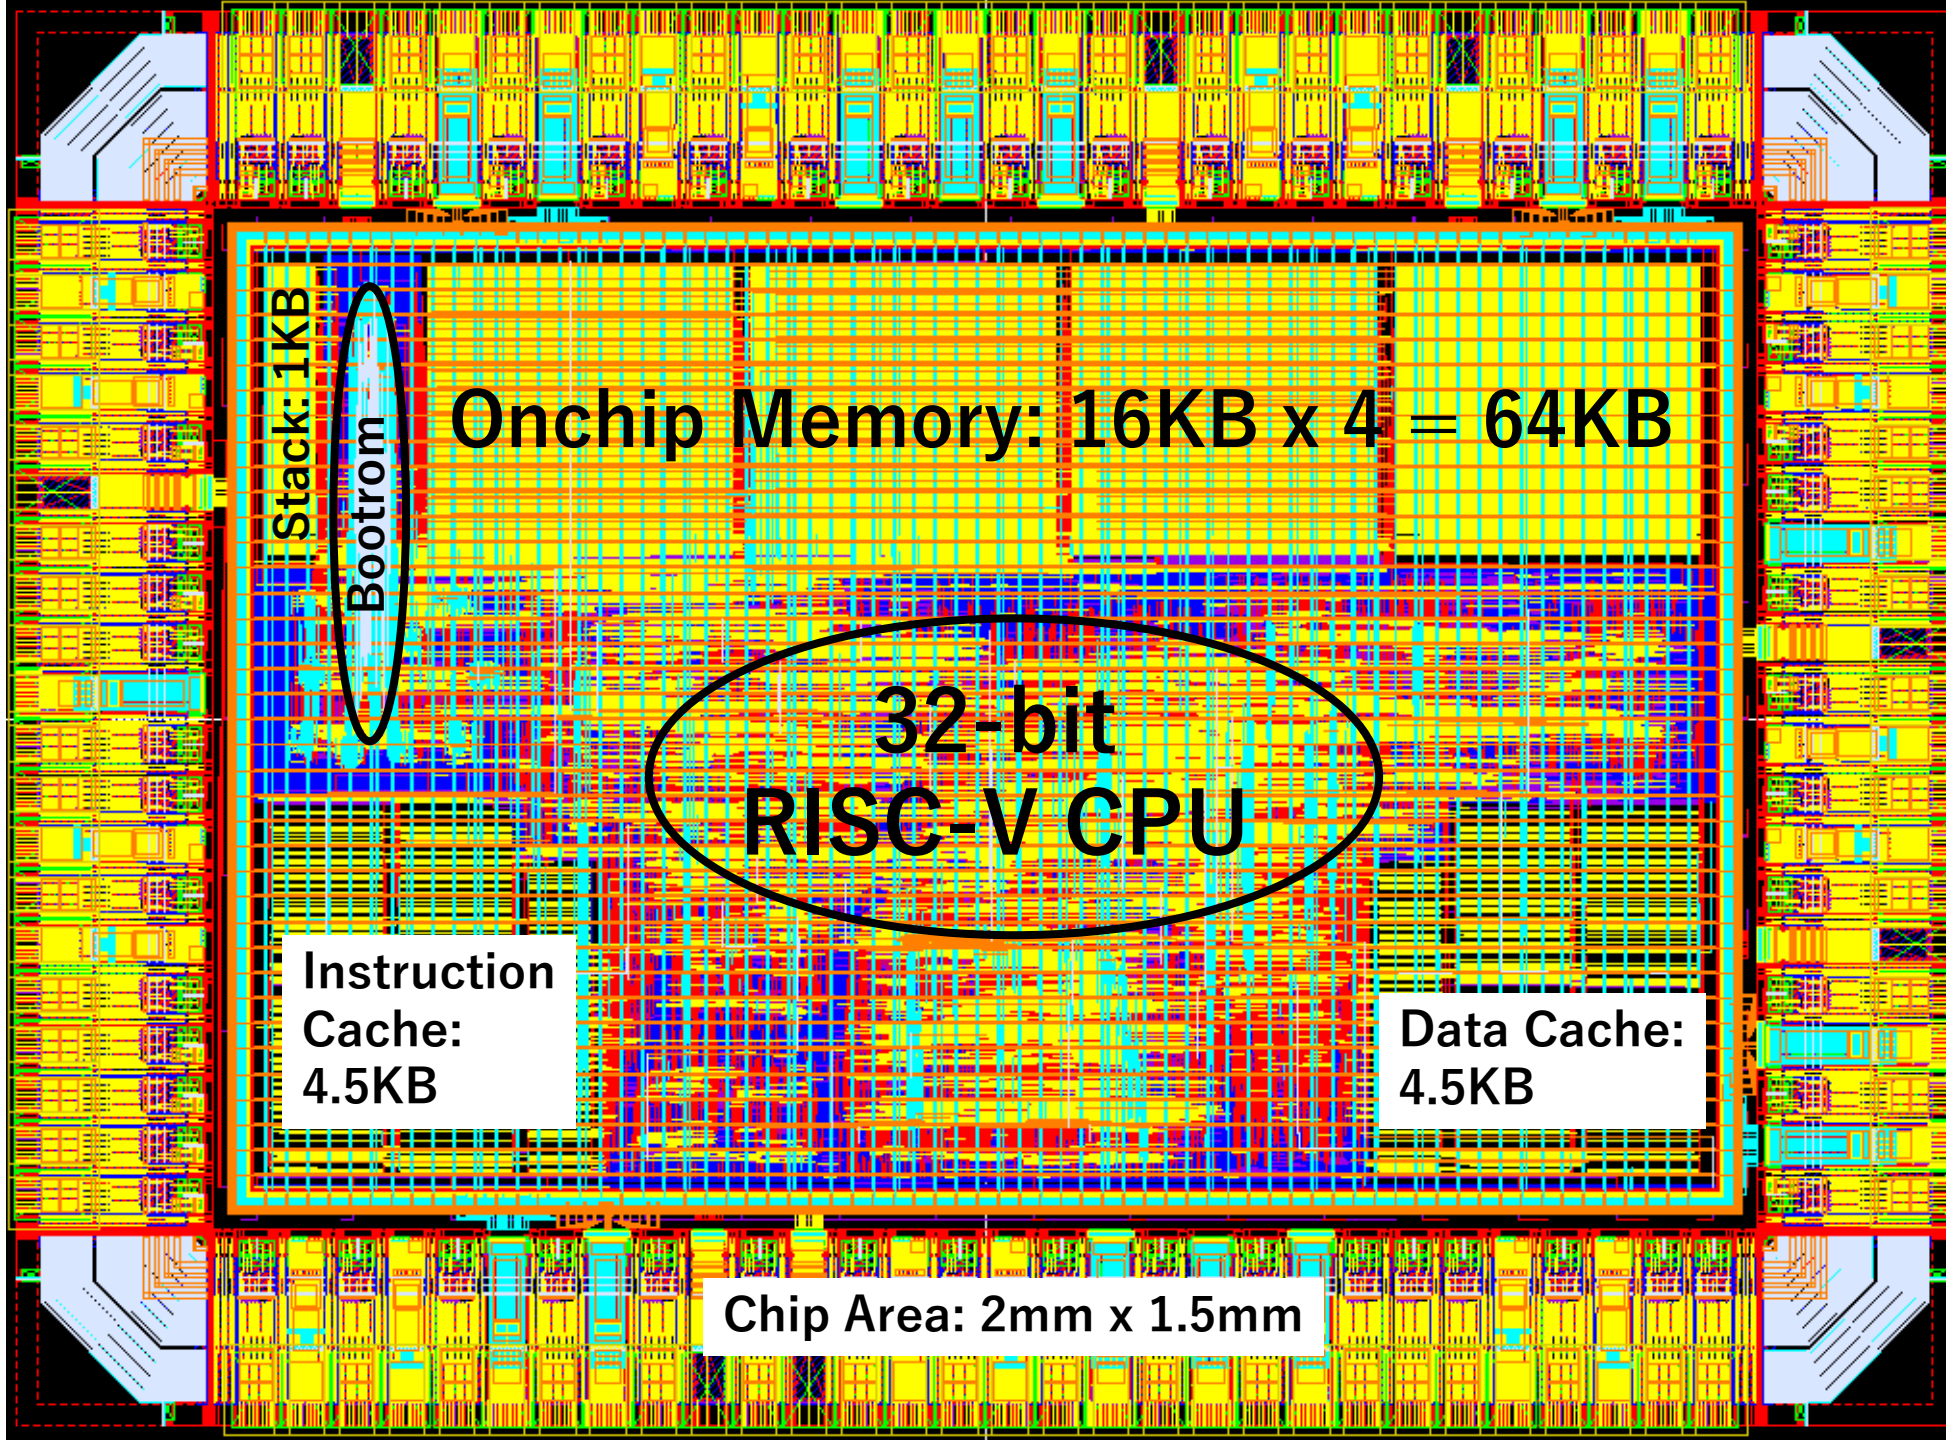 Stack: 1KB
Bootrom
Onchip Memory: 16KB x 4 = 64KB
32-bit
RISC-V CPU
Instruction
Cache:
4.5KB
Data Cache:
4.5KB
Chip Area: 2mm x 1.5mm